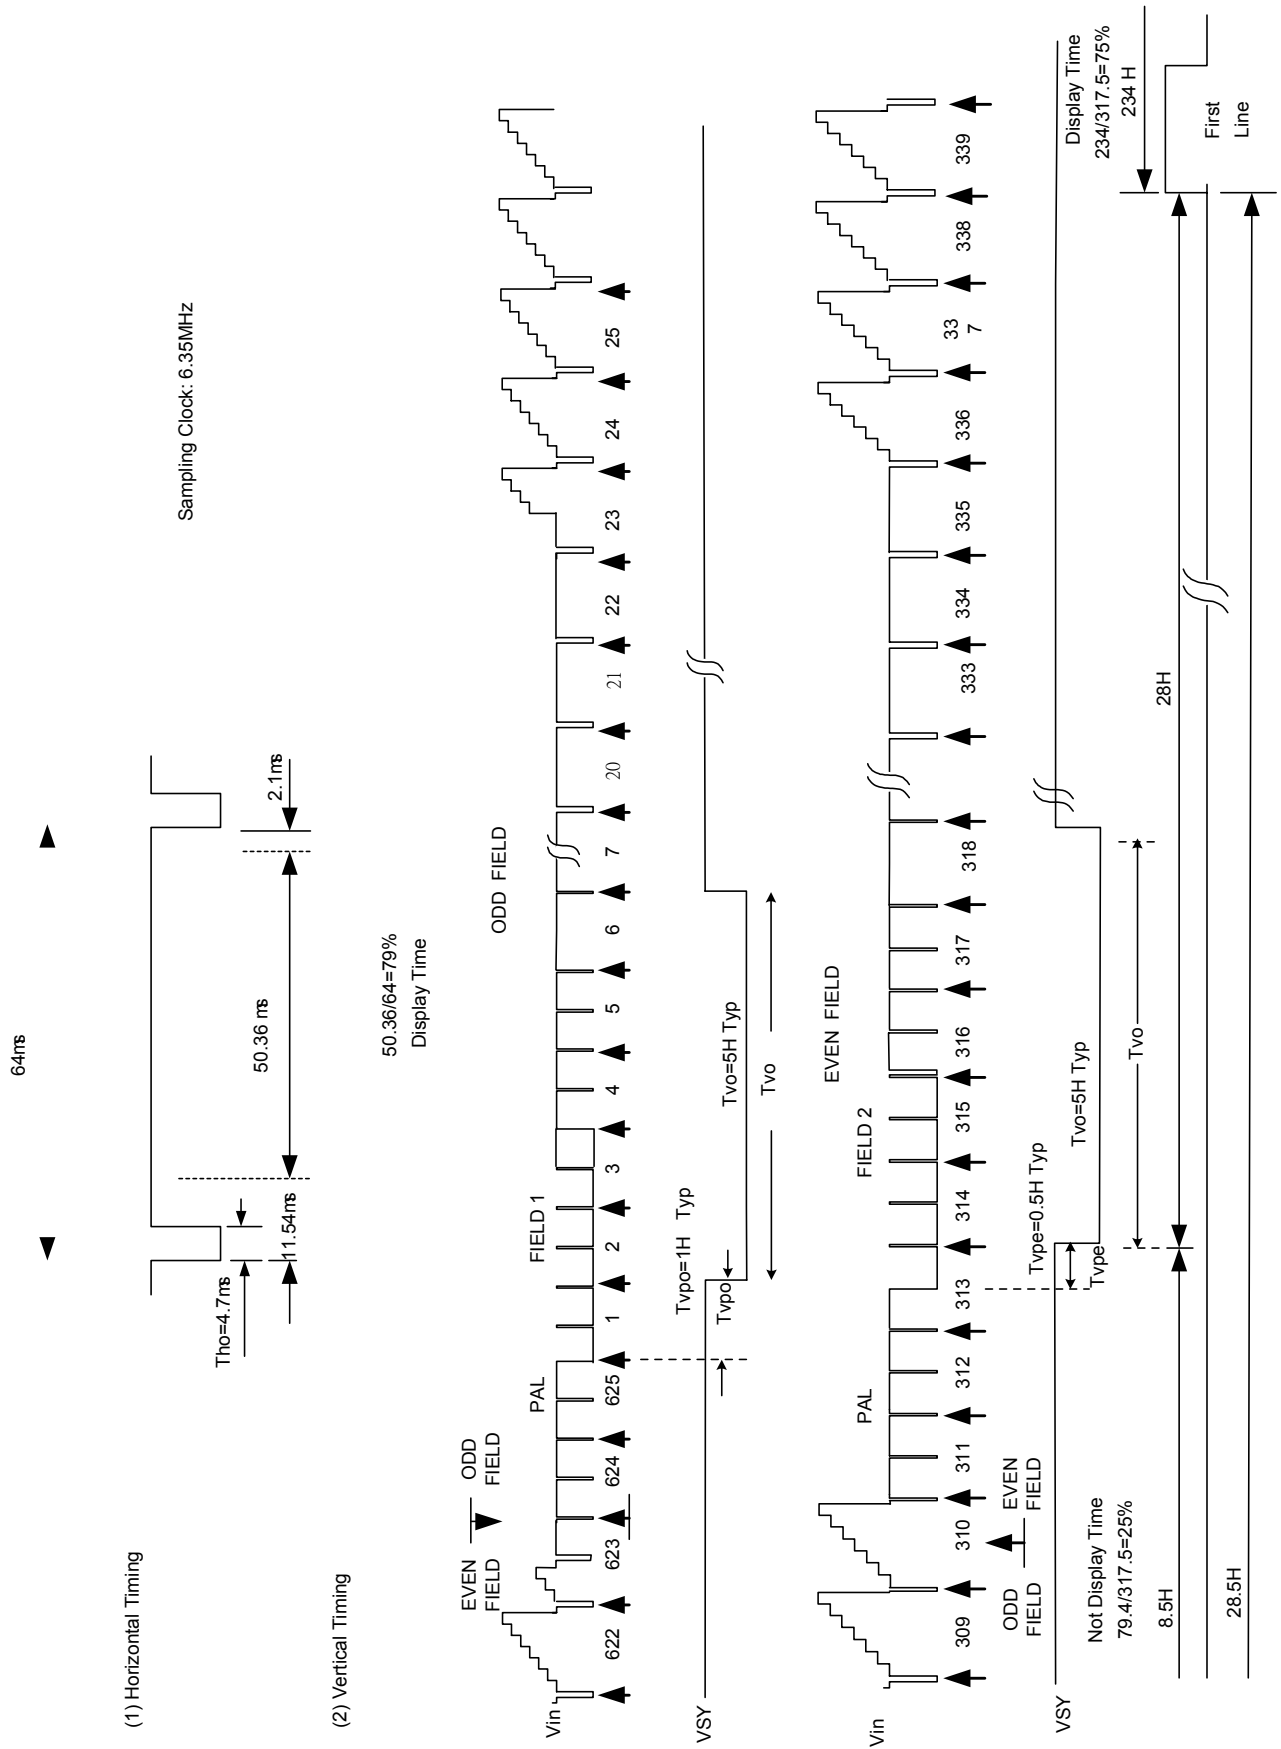 (1) Horizontal Timing
64ms
Sampling Clock: 6.35MHz
Tho=4.7ms
11.54ms
50.36 ms
2.1ms
50.36/64=79%
Display Time
(2) Vertical Timing
EVEN
FIELD
ODD
FIELD
PAL
FIELD 1
ODD FIELD
Vin
622
623
624
625
1
2
3
4
5
6
7
20
21
22
23
24
25
VSY
Tvpo=1H Typ
Tvpo
Tvo=5H Typ
Tvo
PAL
FIELD 2
EVEN FIELD
Vin
309
310
311
312
313
314
315
316
317
318
333
334
335
336
33
7
338
339
ODD
FIELD
EVEN
FIELD
VSY
Tvpe=0.5H Typ
Tvpe
Tvo=5H Typ
Tvo
Not Display Time
79.4/317.5=25%
Display Time
234/317.5=75%
234 H
8.5H
28H
28.5H
First
Line